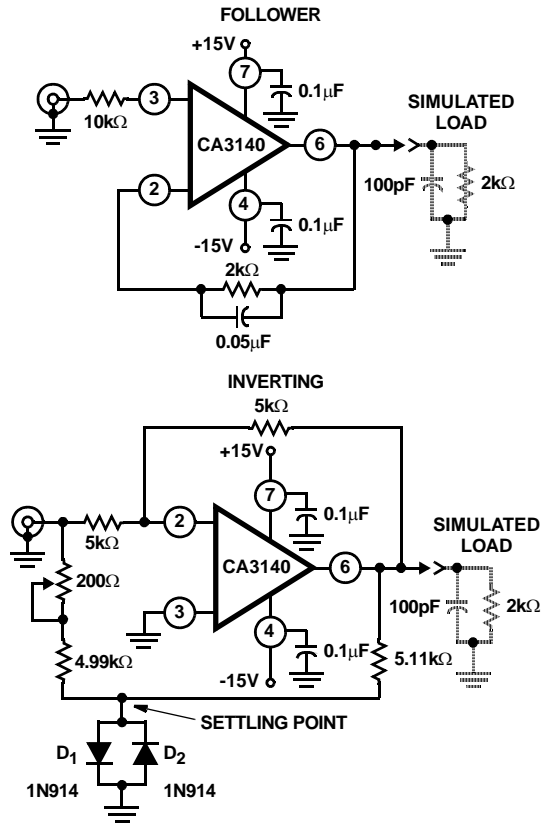 FOLLOWER
+15V
7
0.1µF
3
10kΩ
CA3140
6
SIMULATED
LOAD
100pF
2kΩ
2
4
0.1µF
-15V
2kΩ
0.05µF
INVERTING
5kΩ
+15V
7
0.1µF
5kΩ
2
CA3140
6
SIMULATED
LOAD
100pF
2kΩ
200Ω
3
4
0.1µF
-15V
4.99kΩ
5.11kΩ
SETTLING POINT
D1
D2
1N914
1N914